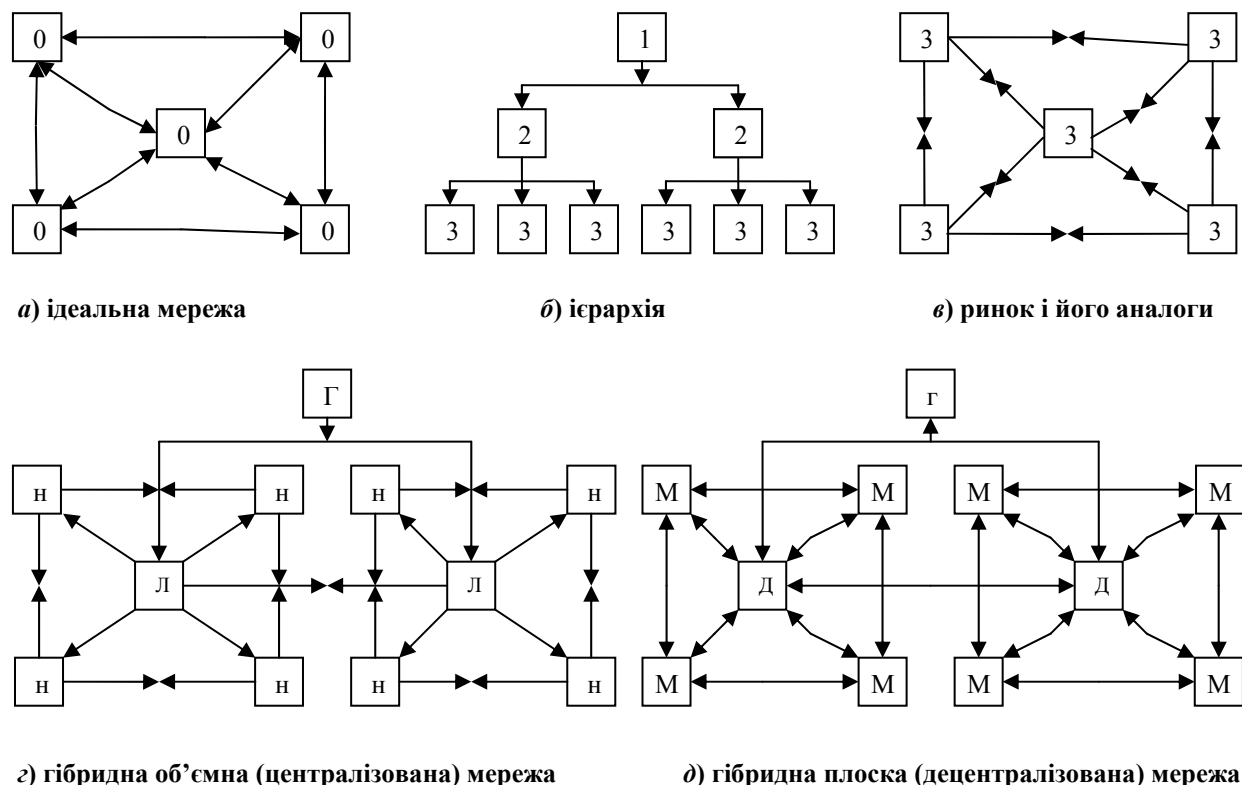 0 0 1 3 3
0 2 2 3
0 0 3 3 3 3 3 3 3 3
а) ідеальна мережа б) ієрархія в) ринок і його аналоги
Г г
н н н н М М М М
Л Л Д Д
н н н н М М М М
г) гібридна об’ємна (централізована) мережа д) гібридна плоска (децентралізована) мережа